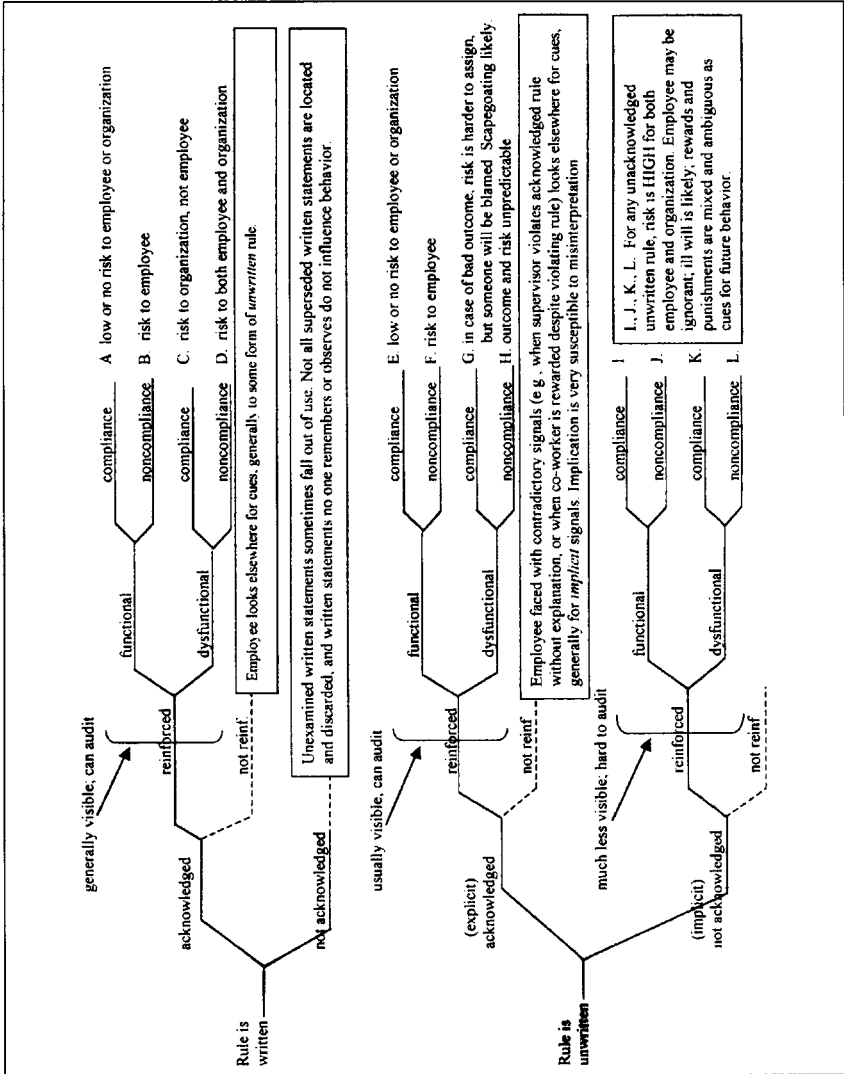 generally visible; can audit
Rule is
written
acknowledged
not acknowledged
reinforced
not reinf.
functional
dysfunctional
compliance
noncompliance
compliance
noncompliance
A low or no risk to employee or organization
B. risk to employee
C. risk to organization, not employee
D. risk to both employee and organization
Employee looks elsewhere for cues, generally to some form of unwritten rule.
Unexamined written statements sometimes fall out of use. Not all superseded written statements are located
and discarded, and written statements no one remembers or observes do not influence behavior.
usually visible, can audit
Rule is
unwritten
(explicit)
acknowledged
reinforced
not reinf
functional
dysfunctional
compliance
noncompliance
compliance
noncompliance
E. low or no risk to employee or organization
F. risk to employee
G. in case of bad outcome, risk is harder to assign,
but someone will be blamed Scapegoating likely.
H. outcome and risk unpredictable
Employee faced with contradictory signals (e g , when supervisor violates acknowledged rule
without explanation, or when co-worker is rewarded despite violating rule) looks elsewhere for cues,
generally for implicit signals. Implication is very susceptible to misinterpretation
much less visible; hard to audit
(implicit)
not acknowledged
reinforced
not reinf
functional
dysfunctional
compliance
noncompliance
compliance
noncompliance
I
J.
K.
L.
I., J., K., L. For any unacknowledged
unwritten rule, risk is HIGH for both
employee and organization. Employee may be
ignorant; ill will is likely; rewards and
punishments are mixed and ambiguous as
cues for future behavior.